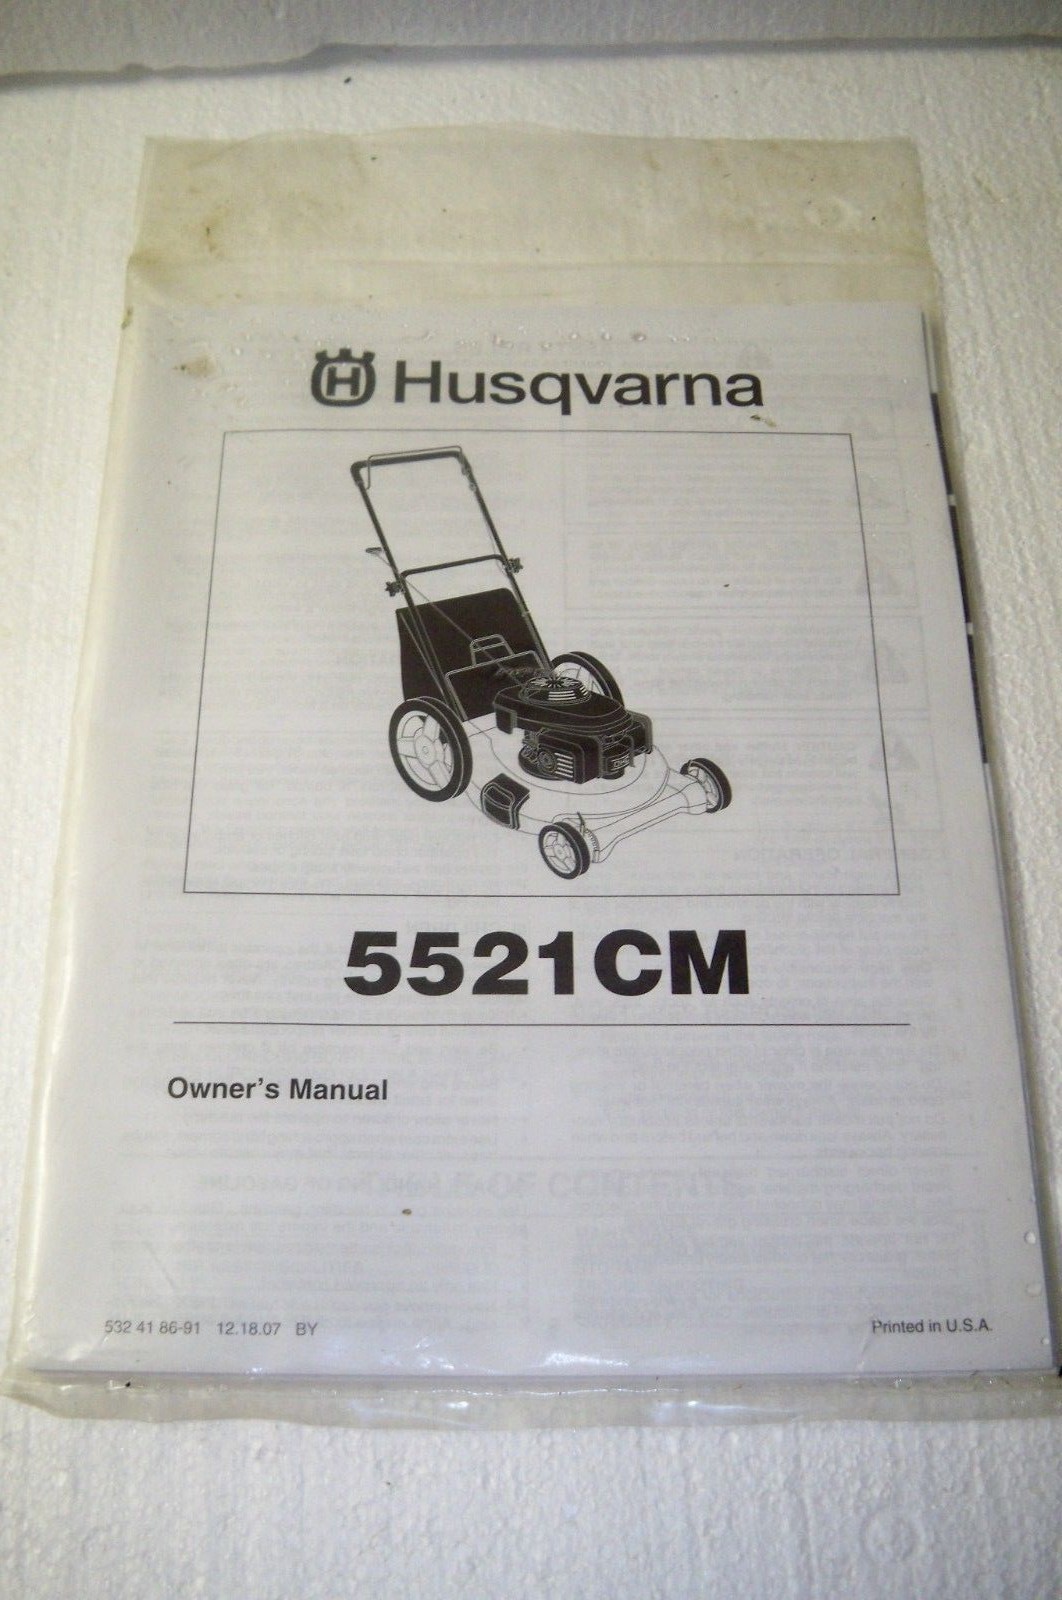 Husqvarna
5521CM
Owner's Manual
532 41 86-91 12.18.07 BY
Printed in U.S.A.